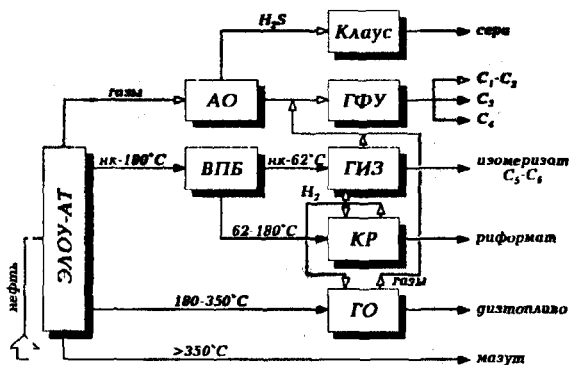 H₂S
Клаус
сера
газы
АО
ГФУ
C₁-C₂
C₃
C₄
нк-180°С
ВПБ
нк-62°С
ГИЗ
изомеризат
C₅-C₆
ЭЛОУ-АТ
H₂
62-180°С
КР
риформат
газы
нефть
180-350°С
ГО
дизтопливо
>350°С
мазут